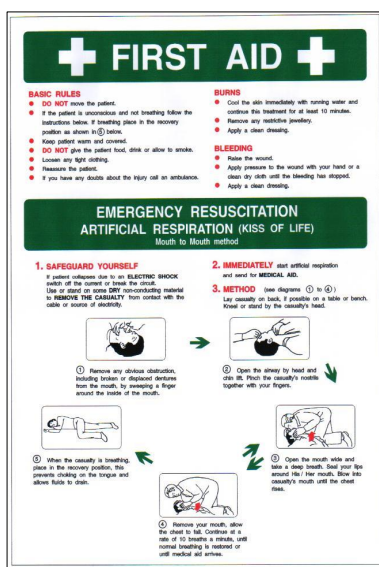 FIRST AID
BASIC RULES
DO NOT move the patient.
If the patient is unconscious and not breathing follow the
instructions below. If breathing place in the recovery
position as shown in ⑤ below.
Keep patient warm and covered.
DO NOT give the patient food, drink or allow to smoke.
Loosen any tight clothing.
Reassure the patient.
If you have any doubts about the injury call an ambulance.
BURNS
Cool the skin immediately with running water and
continue this treatment for at least 10 minutes.
Remove any restrictive jewellery.
Apply a clean dressing.
BLEEDING
Raise the wound.
Apply pressure to the wound with your hand or a
clean dry cloth until the bleeding has stopped.
Apply a clean dressing.
EMERGENCY RESUSCITATION
ARTIFICIAL RESPIRATION (KISS OF LIFE)
Mouth to Mouth method
1. SAFEGUARD YOURSELF
If patient collapses due to an ELECTRIC SHOCK
switch off the current or break the circuit.
Use or stand on some DRY non-conducting material
to REMOVE THE CASUALTY from contact with the
cable or source of electricity.
2. IMMEDIATELY start artificial respiration
and send for MEDICAL AID.
3. METHOD (see diagrams ① to ④)
Lay casualty on back, if possible on a table or bench.
Kneel or stand by the casualty's head.
① Remove any obvious obstruction,
including broken or displaced dentures
from the mouth, by sweeping a finger
around the inside of the mouth.
② Open the airway by head and
chin lift. Pinch the casualty's nostrils
together with your fingers.
③ Open the mouth wide and
take a deep breath. Seal your lips
around His / Her mouth. Blow into
casualty's mouth until the chest
rises.
④ Remove your mouth, allow
the chest to fall. Continue at a
rate of 10 breaths a minute, until
normal breathing is restored or
until medical aid arrives.
⑤ When the casualty is breathing,
place in the recovery position, this
prevents choking on the tongue and
allows fluids to drain.